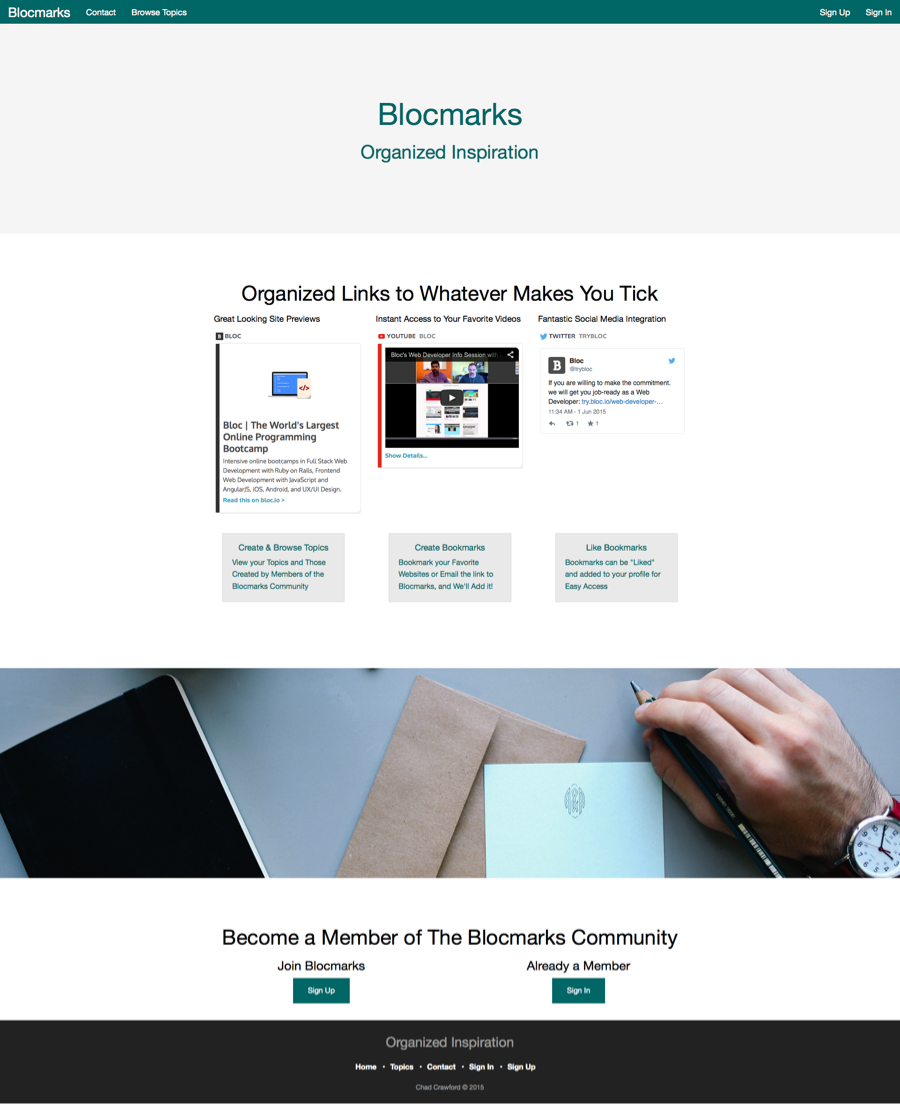 Blocmarks Contact Browse Topics Sign Up Sign In
Blocmarks
Organized Inspiration
Organized Links to Whatever Makes You Tick
Great Looking Site Previews
BLOC
Bloc | The World's Largest
Online Programming
Bootcamp
Intensive online bootcamps in Full Stack Web
Development with Ruby on Rails, Frontend
Web Development with JavaScript and
AngularJS, iOS, Android, and UX/UI Design.
Read this on bloc.io >
Instant Access to Your Favorite Videos
YOUTUBE BLOC
Bloc's Web Developer Info Session with
Show Details...
Fantastic Social Media Integration
TWITTER TRYBLOC
B
Bloc
@trybloc
If you are willing to make the commitment.
we will get you job-ready as a Web
Developer: try.bloc.io/web-developer-…
11:34 AM - 1 Jun 2015
1 1
Create & Browse Topics
View your Topics and Those
Created by Members of the
Blocmarks Community
Create Bookmarks
Bookmark your Favorite
Websites or Email the link to
Blocmarks, and We'll Add it!
Like Bookmarks
Bookmarks can be "Liked"
and added to your profile for
Easy Access
Become a Member of The Blocmarks Community
Join Blocmarks
Sign Up
Already a Member
Sign In
Organized Inspiration
Home • Topics • Contact • Sign In • Sign Up
Chad Crawford © 2015